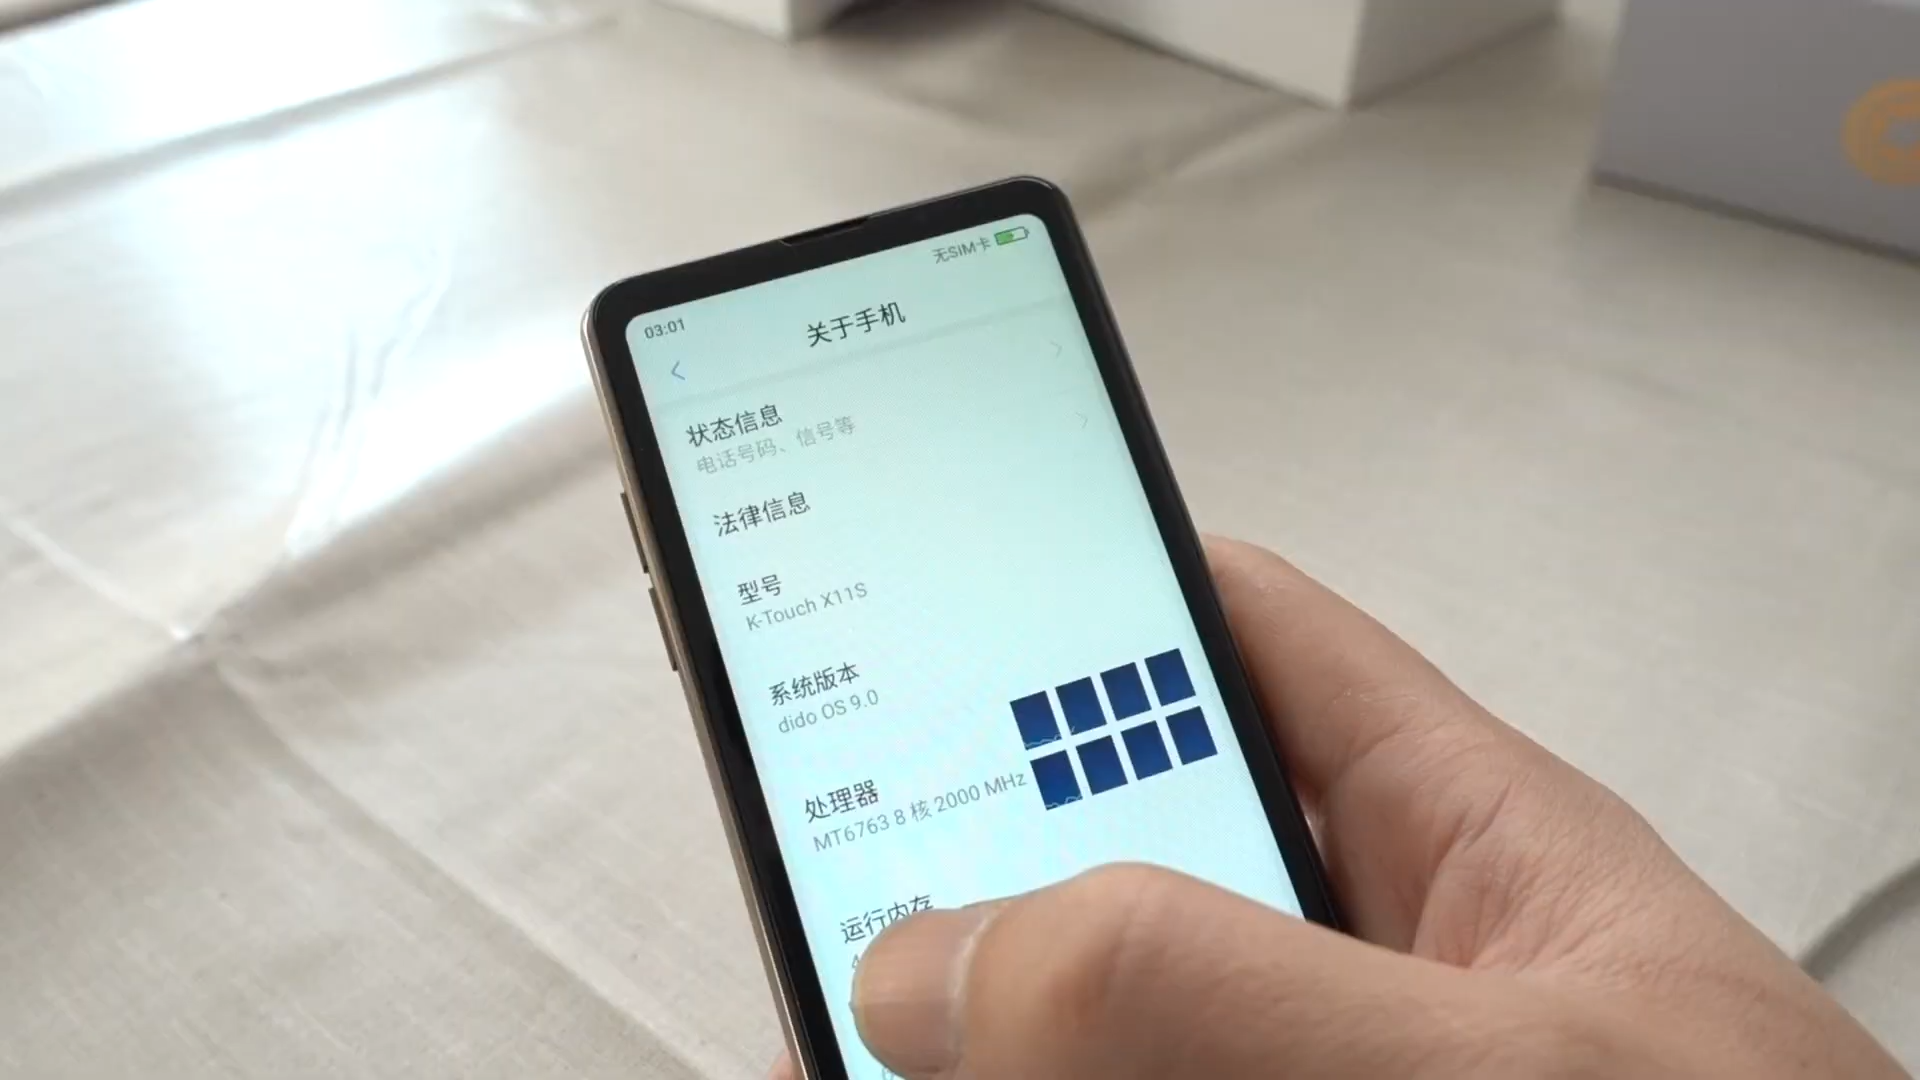 无SIM卡
03:01
关于手机
状态信息
电话号码、信号等
法律信息
型号
K-Touch X11S
系统版本
dido OS 9.0
处理器
MT6763 8 核 2000 MHz
运行内存